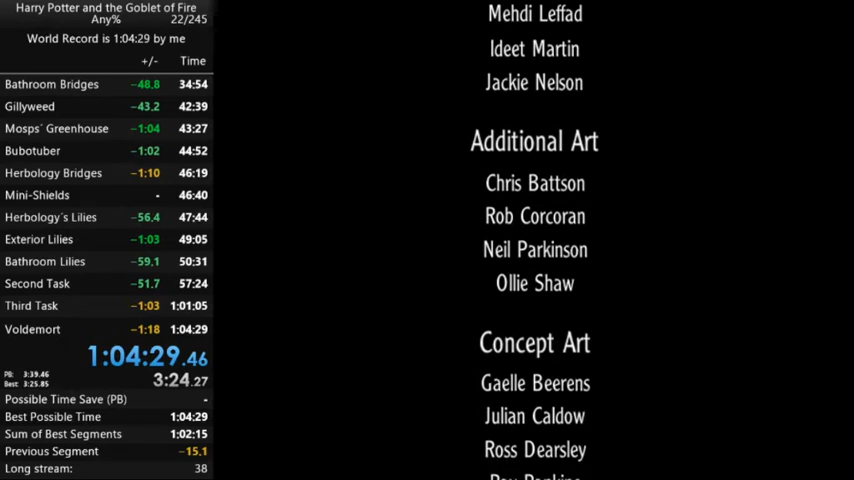 Harry Potter and the Goblet of Fire
Any% 22/245
World Record is 1:04:29 by me
+/- Time
Bathroom Bridges -48.8 34:54
Gillyweed -43.2 42:39
Mosps´ Greenhouse -1:04 43:27
Bubotuber -1:02 44:52
Herbology Bridges -1:10 46:19
Mini-Shields - 46:40
Herbology´s Lilies -56.4 47:44
Exterior Lilies -1:03 49:05
Bathroom Lilies -59.1 50:31
Second Task -51.7 57:24
Third Task -1:03 1:01:05
Voldemort -1:18 1:04:29
1:04:29.46
PB: 3:39.46
Best: 3:25.85
3:24.27
Possible Time Save (PB) -
Best Possible Time 1:04:29
Sum of Best Segments 1:02:15
Previous Segment -15.1
Long stream: 38
Mehdi Leffad
Ideet Martin
Jackie Nelson
Additional Art
Chris Battson
Rob Corcoran
Neil Parkinson
Ollie Shaw
Concept Art
Gaelle Beerens
Julian Caldow
Ross Dearsley